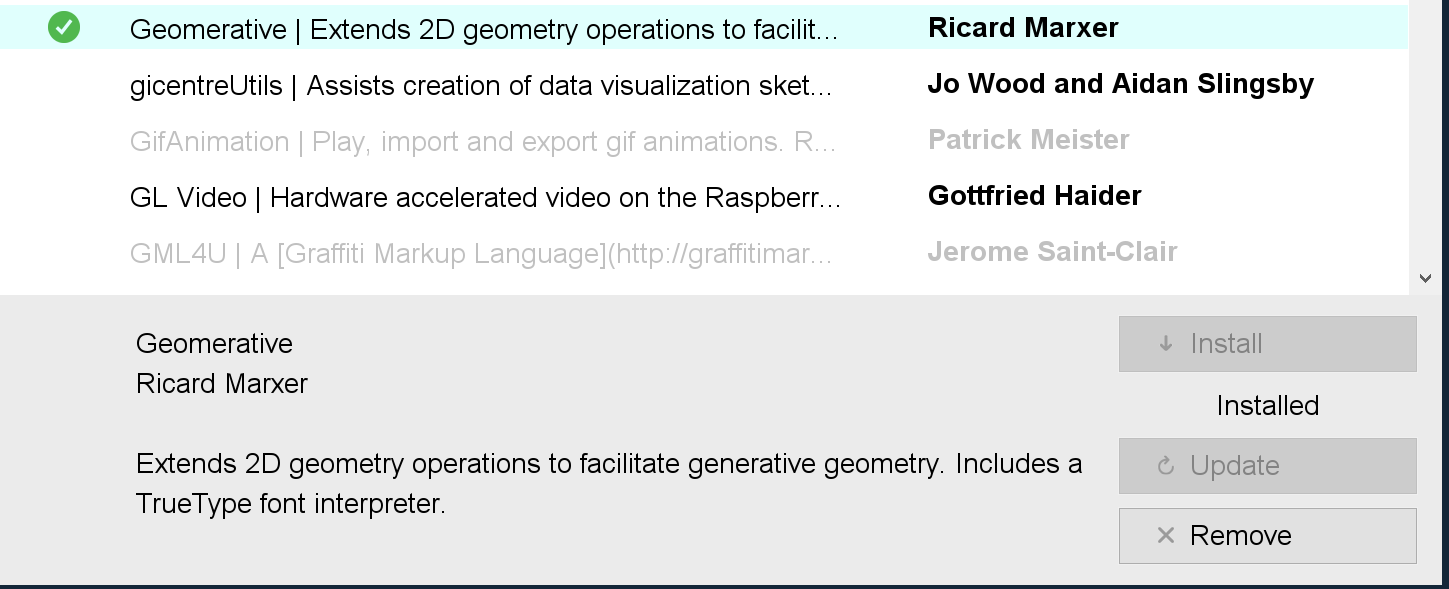 Geomerative | Extends 2D geometry operations to facilit... Ricard Marxer
gicentreUtils | Assists creation of data visualization sket... Jo Wood and Aidan Slingsby
GifAnimation | Play, import and export gif animations. R... Patrick Meister
GL Video | Hardware accelerated video on the Raspberr... Gottfried Haider
GML4U | A [Graffiti Markup Language](http://graffitimar... Jerome Saint-Clair
Geomerative
Ricard Marxer
Extends 2D geometry operations to facilitate generative geometry. Includes a
TrueType font interpreter.
Install
Installed
Update
Remove